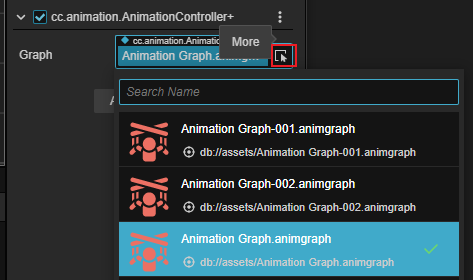 cc.animation.AnimationController+
cc.animation.Animatio
More
Graph
Animation Graph.animg
Search Name
Animation Graph-001.animgraph
db://assets/Animation Graph-001.animgraph
Animation Graph-002.animgraph
db://assets/Animation Graph-002.animgraph
Animation Graph.animgraph
db://assets/Animation Graph.animgraph